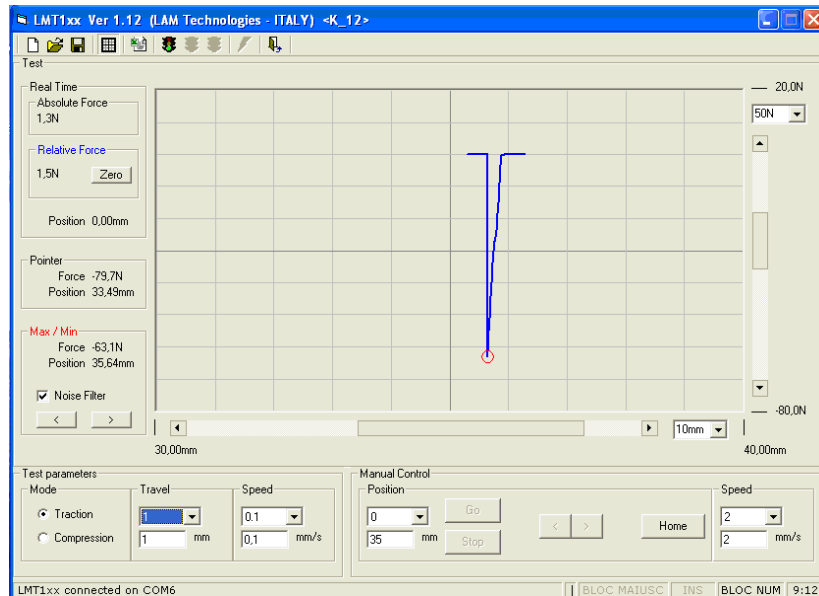 LMT1xx Ver 1.12 (LAM Technologies - ITALY) <K_12>
Test
Real Time
Absolute Force
1,3N
Relative Force
1,5N Zero
Position 0,00mm
Pointer
Force -79,7N
Position 33,49mm
Max / Min
Force -63,1N
Position 35,64mm
Noise Filter
< >
20,0N
50N
-80,0N
10mm
30,00mm 40,00mm
Test parameters
Mode
Traction
Compression
Travel
1
1 mm
Speed
0.1
0,1 mm/s
Manual Control
Position
0
35 mm
Go
Stop
< >
Home
Speed
2
2 mm/s
LMT1xx connected on COM6 BLOC MAIUSC INS BLOC NUM 9:12